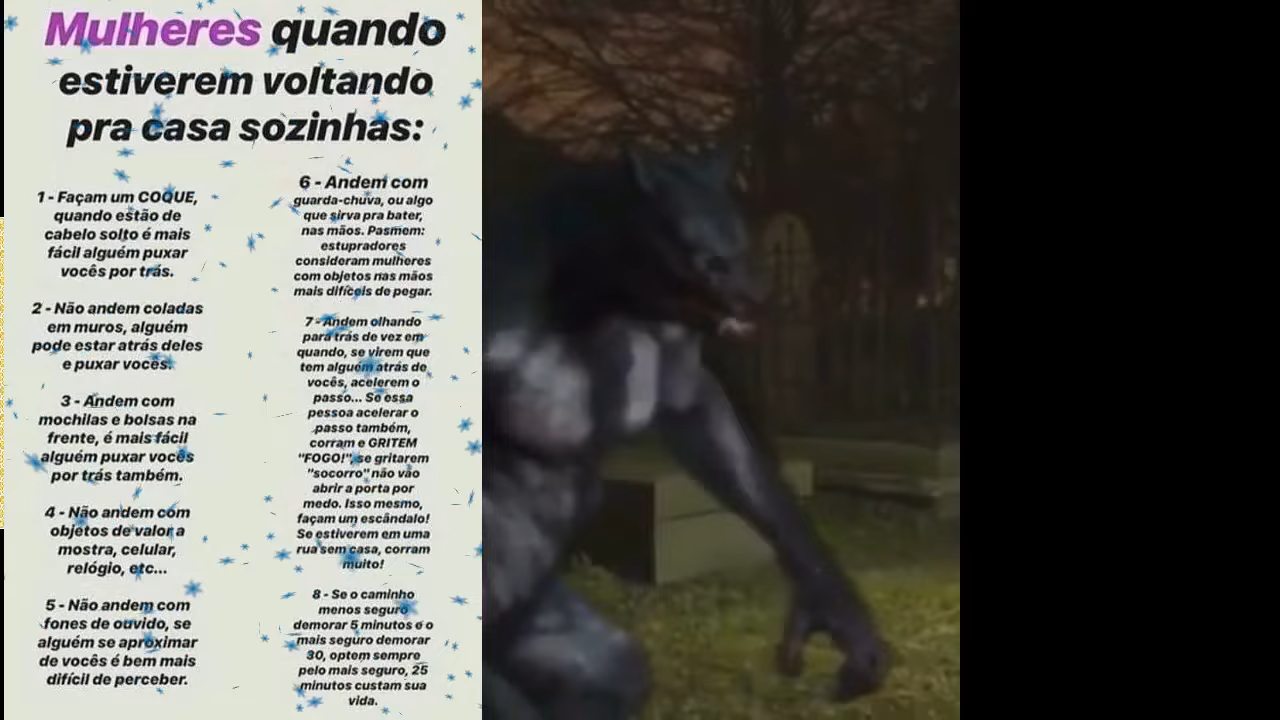 Mulheres quando
estiverem voltando
pra casa sozinhas:
1 - Façam um COQUE,
quando estão de
cabelo solto é mais
fácil alguém puxar
vocês por trás.
2 - Não andem coladas
em muros, alguém
pode estar atrás deles
e puxar vocês.
3 - Andem com
mochilas e bolsas na
frente, é mais fácil
alguém puxar vocês
por trás também.
4 - Não andem com
objetos de valor a
mostra, celular,
relógio, etc...
5 - Não andem com
fones de ouvido, se
alguém se aproximar
de vocês é bem mais
difícil de perceber.
6 - Andem com
guarda-chuva, ou algo
que sirva pra bater,
nas mãos. Pasmem:
estupradores
consideram mulheres
com objetos nas mãos
mais difíceis de pegar.
7 - Andem olhando
para trás de vez em
quando, se virem que
tem alguém atrás de
vocês, acelerem o
passo... Se essa
pessoa acelerar o
passo também,
corram e GRITEM
"FOGO!", se gritarem
"socorro" não vão
abrir a porta por
medo. Isso mesmo,
façam um escândalo!
Se estiverem em uma
rua sem casa, corram
muito!
8 - Se o caminho
menos seguro
demorar 5 minutos e o
mais seguro demorar
30, optem sempre
pelo mais seguro, 25
minutos custam sua
vida.